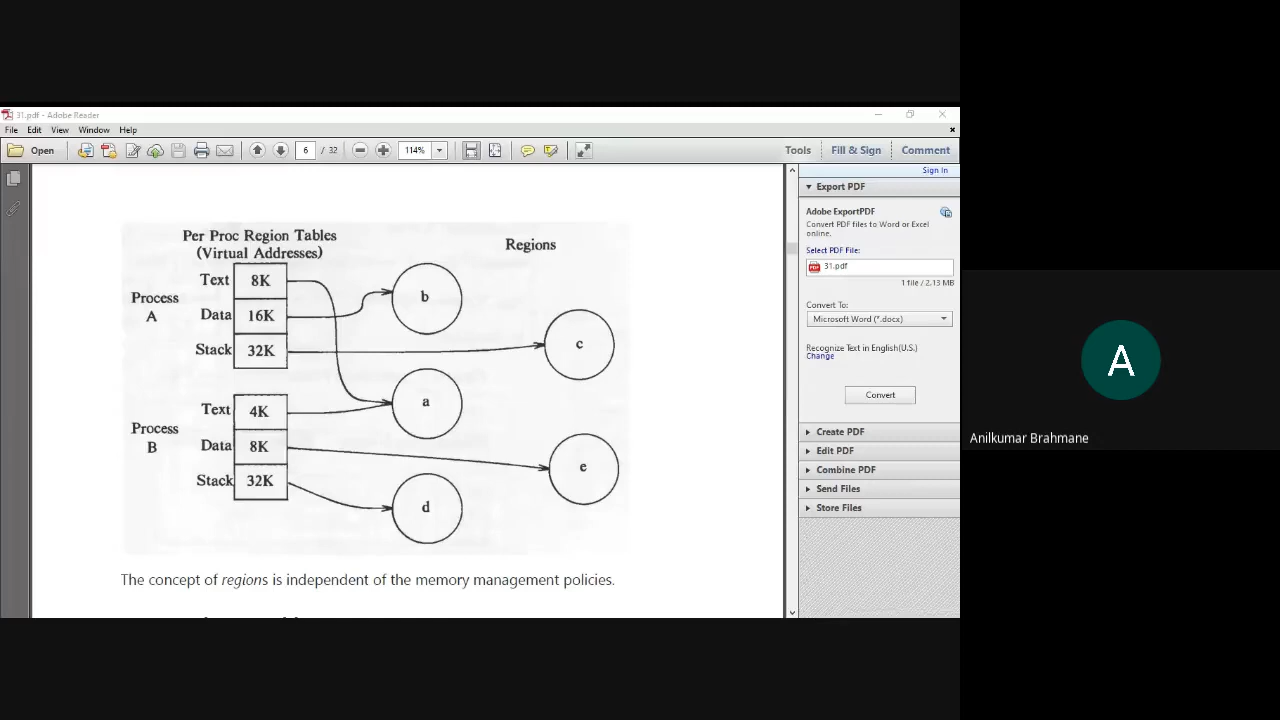 31.pdf - Adobe Reader
File Edit View Window Help
Open 6 / 32 114% Tools Fill & Sign Comment
Sign In
Export PDF
Adobe ExportPDF
Convert PDF files to Word or Excel
online.
Select PDF File:
31.pdf
1 file / 2.13 MB
Convert To:
Microsoft Word (*.docx)
Recognize Text in English(U.S.)
Change
Convert
Create PDF
Edit PDF
Combine PDF
Send Files
Store Files
Per Proc Region Tables
(Virtual Addresses)
Regions
Process
A
Text 8K
Data 16K
Stack 32K
b
c
a
Process
B
Text 4K
Data 8K
Stack 32K
e
d
The concept of regions is independent of the memory management policies.
A
Anilkumar Brahmane